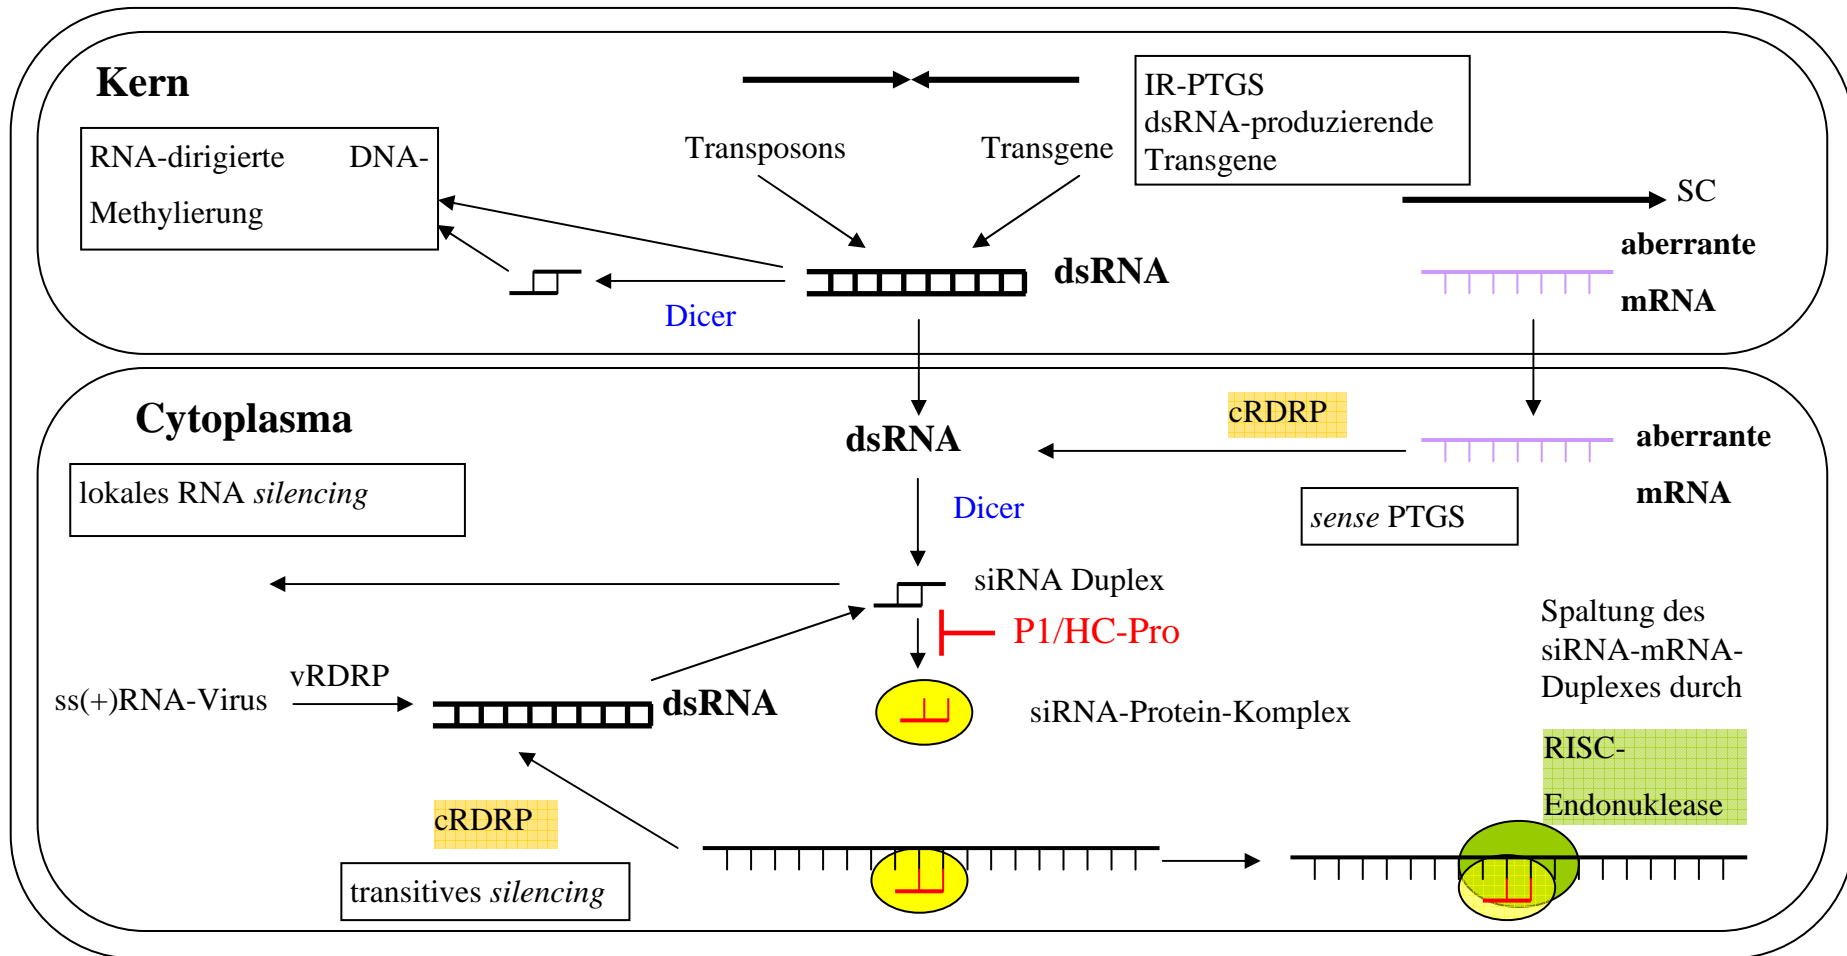 Kern
IR-PTGS
dsRNA-produzierende
Transgene
RNA-dirigierte DNA-
Methylierung
Transposons
Transgene
SC
aberrante
mRNA
dsRNA
Dicer
Cytoplasma
dsRNA
cRDRP
aberrante
mRNA
lokales RNA silencing
Dicer
sense PTGS
siRNA Duplex
P1/HC-Pro
Spaltung des
siRNA-mRNA-
Duplexes durch
vRDRP
ss(+)RNA-Virus
dsRNA
siRNA-Protein-Komplex
RISC-
Endonuklease
cRDRP
transitives silencing